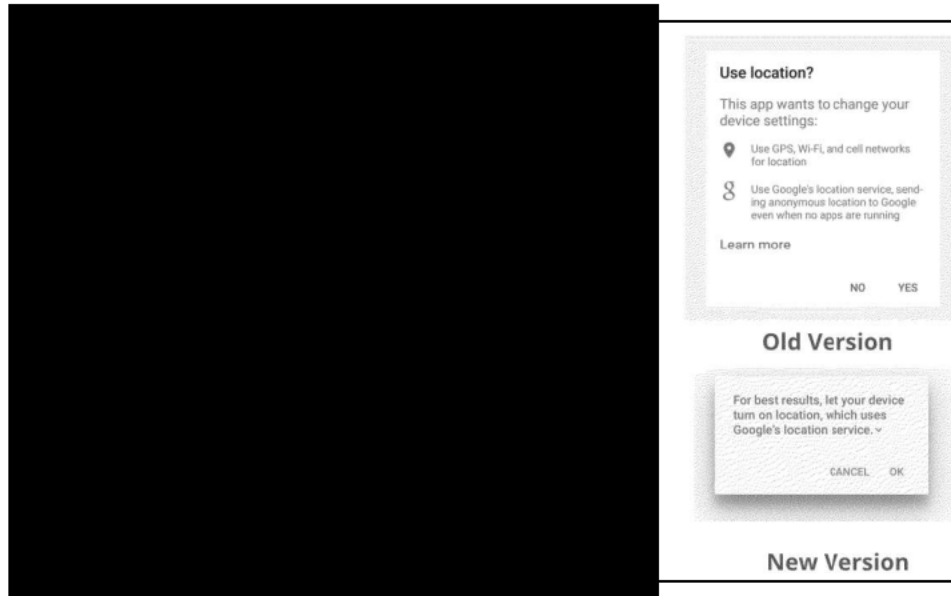 Use location?
This app wants to change your
device settings:
Use GPS, Wi-Fi, and cell networks
for location
Use Google's location service, send-
ing anonymous location to Google
even when no apps are running
Learn more
NO YES
Old Version
For best results, let your device
turn on location, which uses
Google's location service.
CANCEL OK
New Version